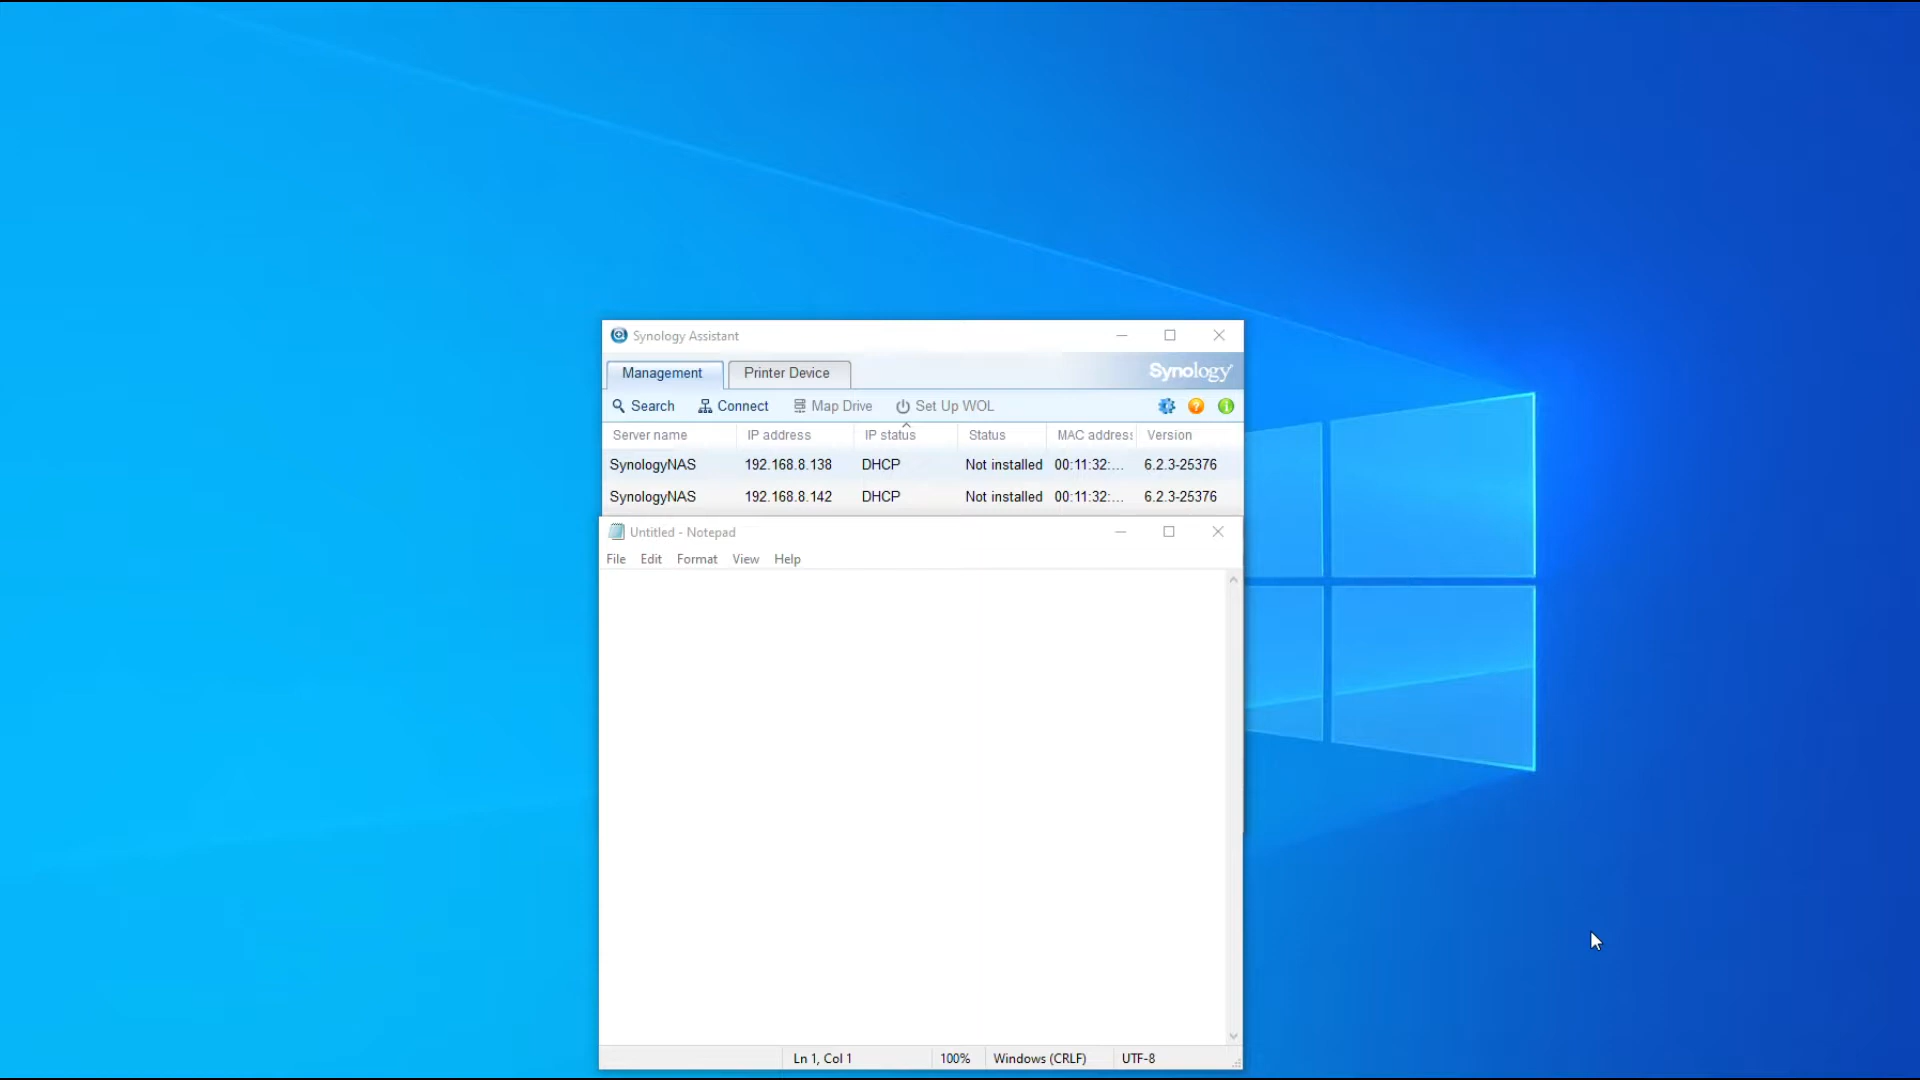 Synology Assistant
Management Printer Device Synology
Search Connect Map Drive Set Up WOL
Server name IP address IP status Status MAC address Version
SynologyNAS 192.168.8.138 DHCP Not installed 00:11:32:... 6.2.3-25376
SynologyNAS 192.168.8.142 DHCP Not installed 00:11:32:... 6.2.3-25376
Untitled - Notepad
File Edit Format View Help
Ln 1, Col 1 100% Windows (CRLF) UTF-8